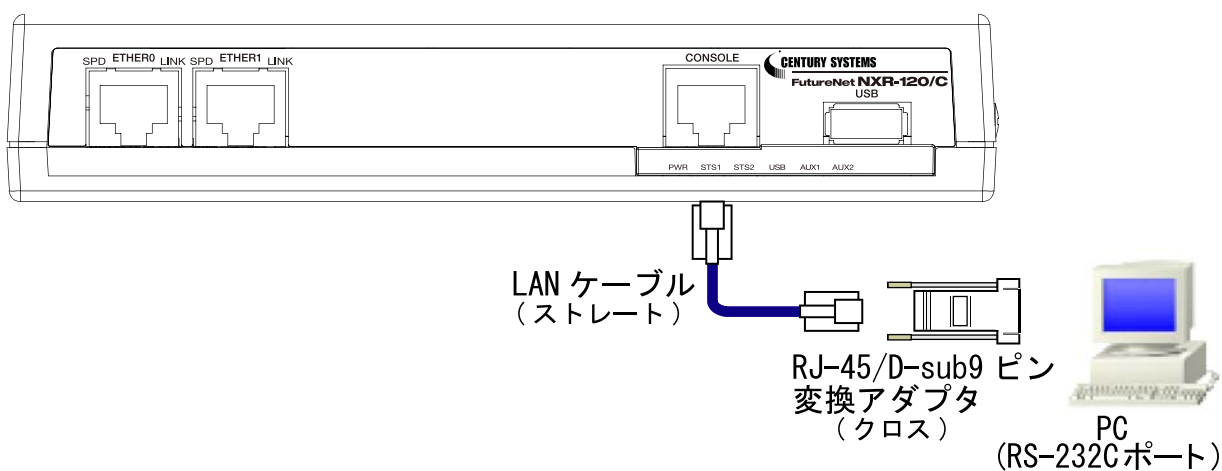 SPD ETHER0 LINK SPD ETHER1 LINK
CONSOLE
CENTURY SYSTEMS
FutureNet NXR-120/C
USB
PWR STS1 STS2 USB AUX1 AUX2
LAN ケーブル
(ストレート)
RJ-45/D-sub9 ピン
変換アダプタ
(クロス)
PC
(RS-232Cポート)